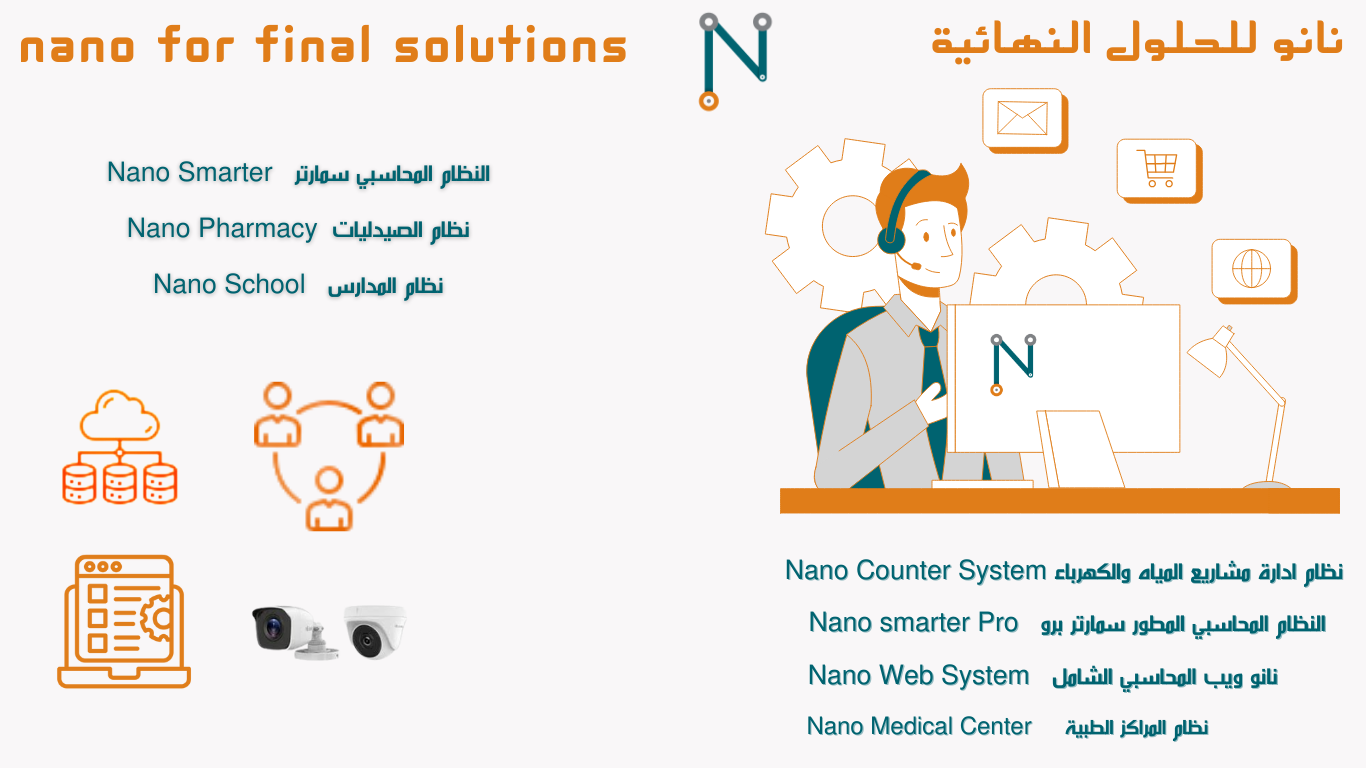 nano for final solutions
نانو للحلول النهائية
Nano Smarter النظام المحاسبي سمارتر
Nano Pharmacy نظام الصيدليات
Nano School نظام المدارس
Nano Counter System نظام ادارة مشاريع المياه والكهرباء
Nano smarter Pro النظام المحاسبي المطور سمارتر برو
Nano Web System نانو ويب المحاسبي الشامل
Nano Medical Center نظام المراكز الطبية